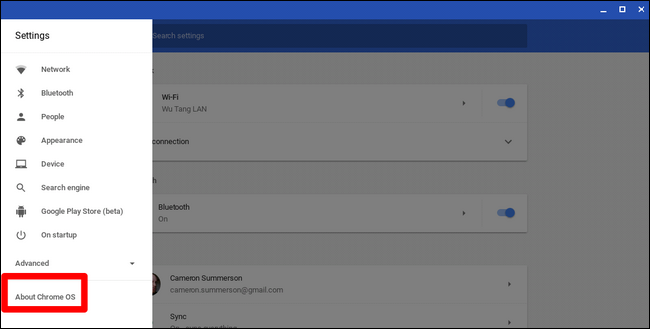 Settings
Search settings
Network
Bluetooth
People
Appearance
Device
Search engine
Google Play Store (beta)
On startup
Advanced
About Chrome OS
Wi-Fi
Wu Tang LAN
connection
Bluetooth
On
Cameron Summerson
cameron.summerson@gmail.com
Sync